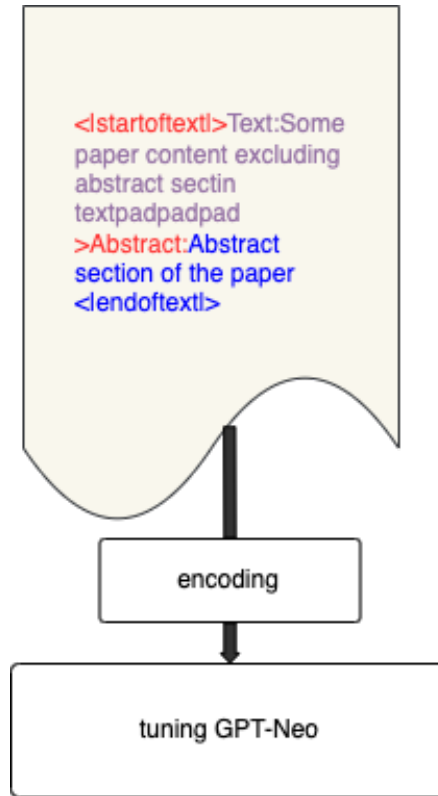 <|startoftext|>Text:Some
paper content excluding
abstract sectin
textpadpadpad
>Abstract:Abstract
section of the paper
<|endoftext|>
encoding
tuning GPT-Neo